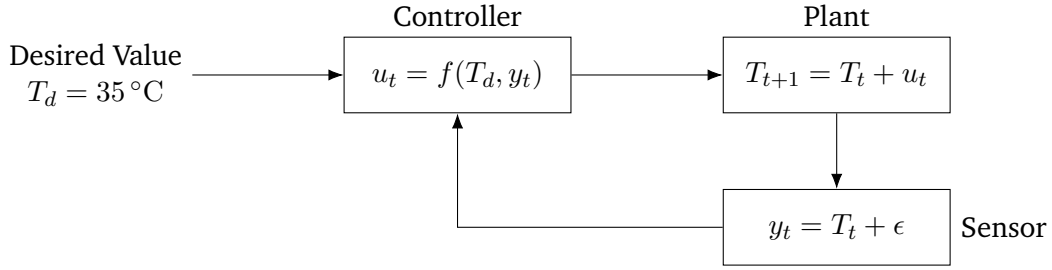 Controller
Plant
Desired Value
T_d = 35 °C
u_t = f(T_d, y_t)
T_{t+1} = T_t + u_t
y_t = T_t + ϵ
Sensor